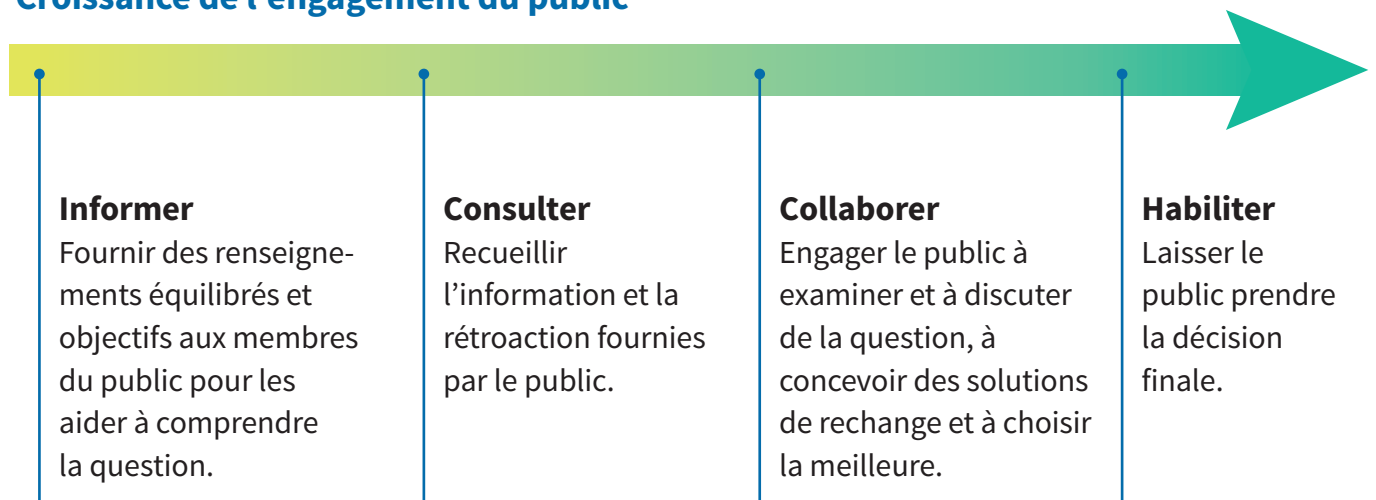 Croissance de l'engagement du public
Informer
Fournir des renseigne-
ments équilibrés et
objectifs aux membres
du public pour les
aider à comprendre
la question.
Consulter
Recueillir
l’information et la
rétroaction fournies
par le public.
Collaborer
Engager le public à
examiner et à discuter
de la question, à
concevoir des solutions
de rechange et à choisir
la meilleure.
Habiliter
Laisser le
public prendre
la décision
finale.